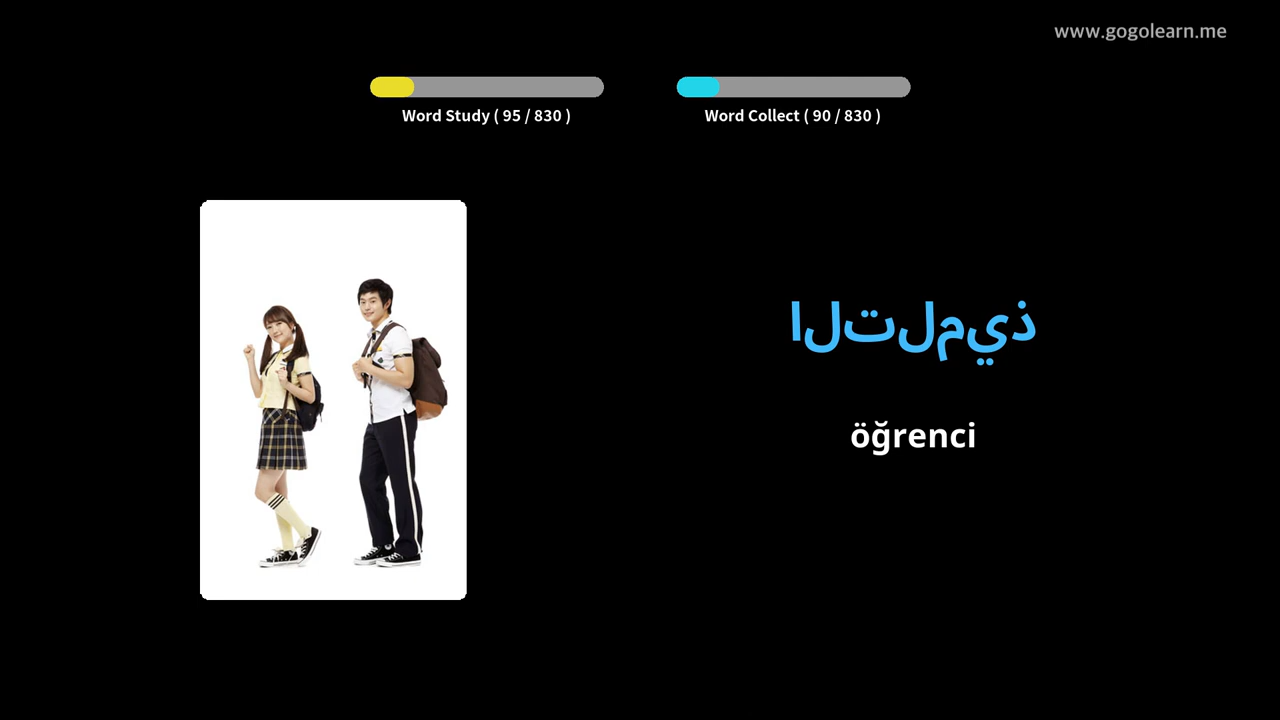 www.gogolearn.me
Word Study ( 95 / 830 )
Word Collect ( 90 / 830 )
التلميذ
öğrenci